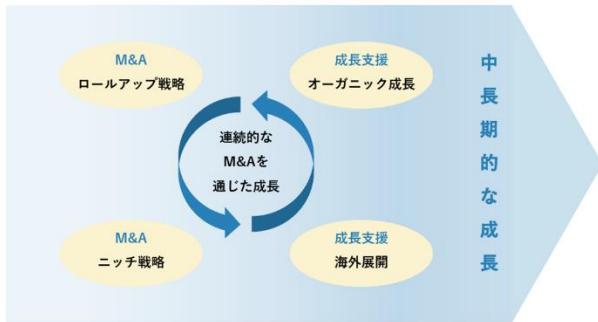 M&A
ロールアップ戦略
成長支援
オーガニック成長
連続的な
M&Aを
通じた成長
M&A
ニッチ戦略
成長支援
海外展開
中長期的な成長